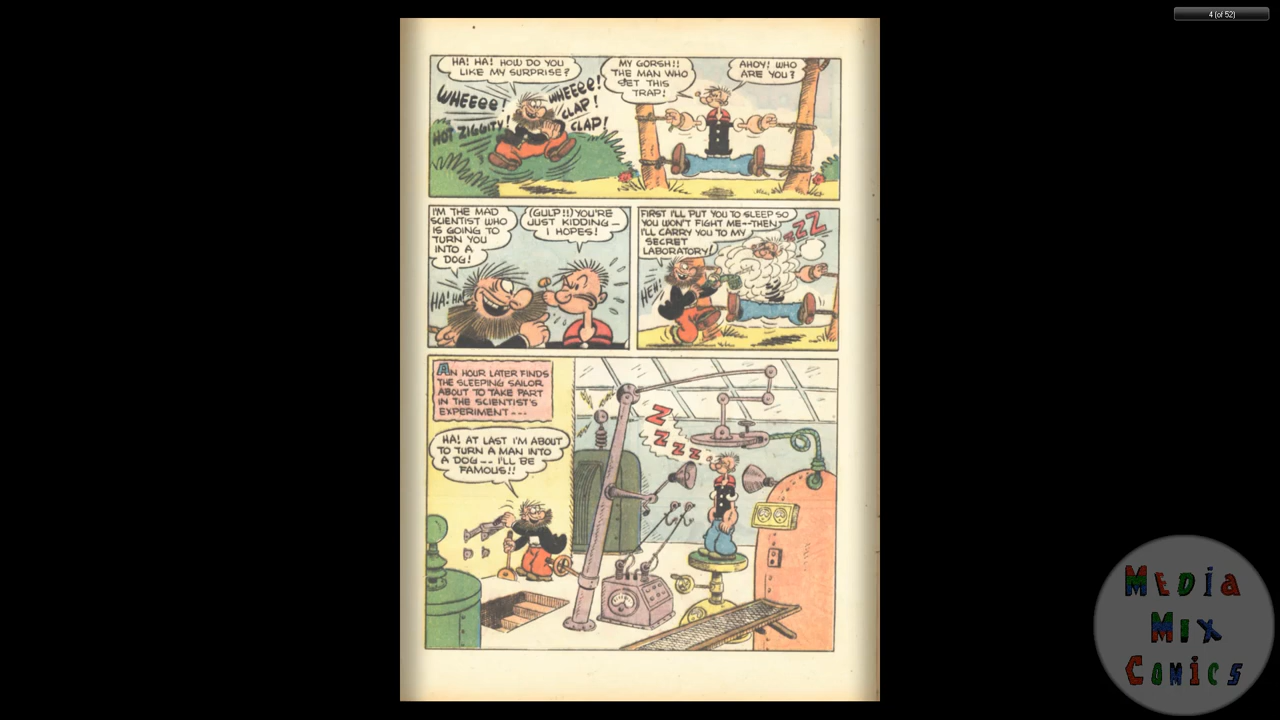 4 (of 52)
HA! HA! HOW DO YOU
LIKE MY SURPRISE?
WHEEEE!
WHEEEE!
CLAP!
CLAP!
HOT ZIGGITY!
MY GORSH!!
THE MAN WHO
SET THIS
TRAP!
AHOY! WHO
ARE YOU?
I'M THE MAD
SCIENTIST WHO
IS GOING TO
TURN YOU
INTO A
DOG!
HA! HA!
(GULP!!) YOU'RE
JUST KIDDING—
I HOPES!
FIRST I'LL PUT YOU TO SLEEP SO
YOU WON'T FIGHT ME--THEN
I'LL CARRY YOU TO MY
SECRET
LABORATORY!
HEH!
ZZZ
AN HOUR LATER FINDS
THE SLEEPING SAILOR
ABOUT TO TAKE PART
IN THE SCIENTIST'S
EXPERIMENT---
HA! AT LAST I'M ABOUT
TO TURN A MAN INTO
A DOG-- I'LL BE
FAMOUS!!
Z
Z Z Z Z
MEDIA
MIX
COMICS